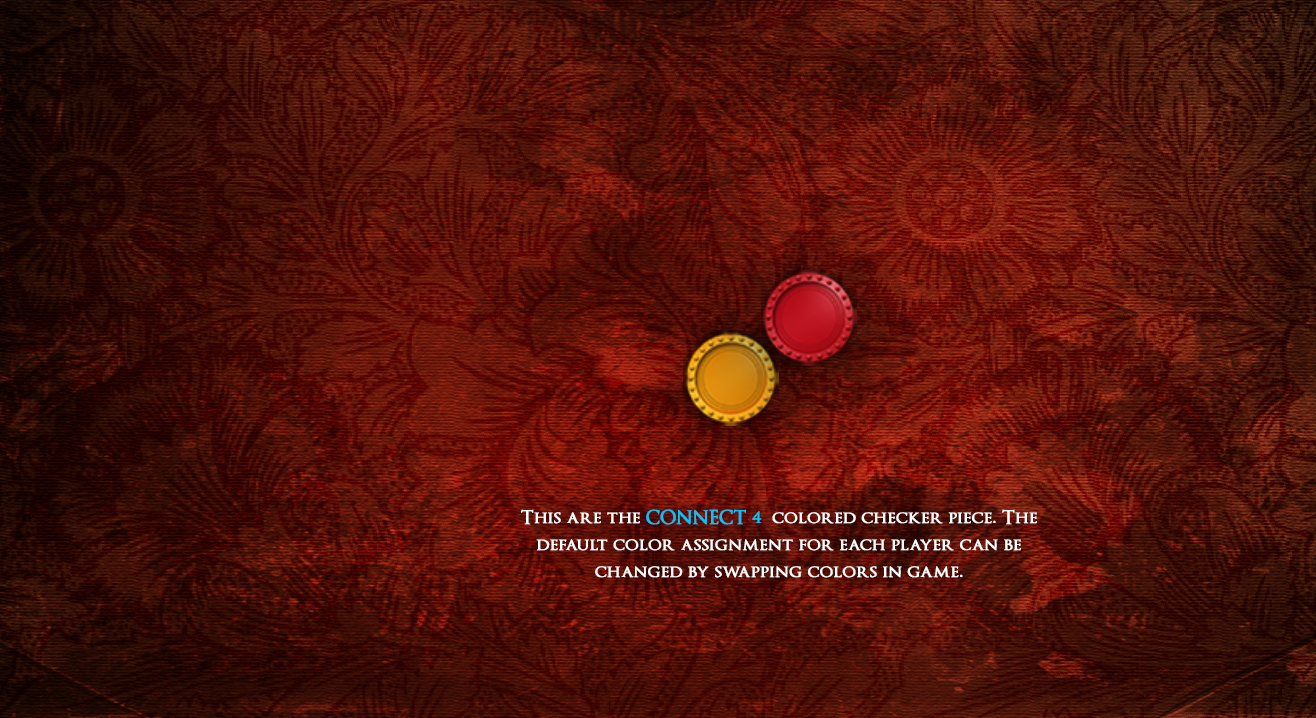 This are the CONNECT 4 colored checker piece. The
default color assignment for each player can be
changed by swapping colors in game.